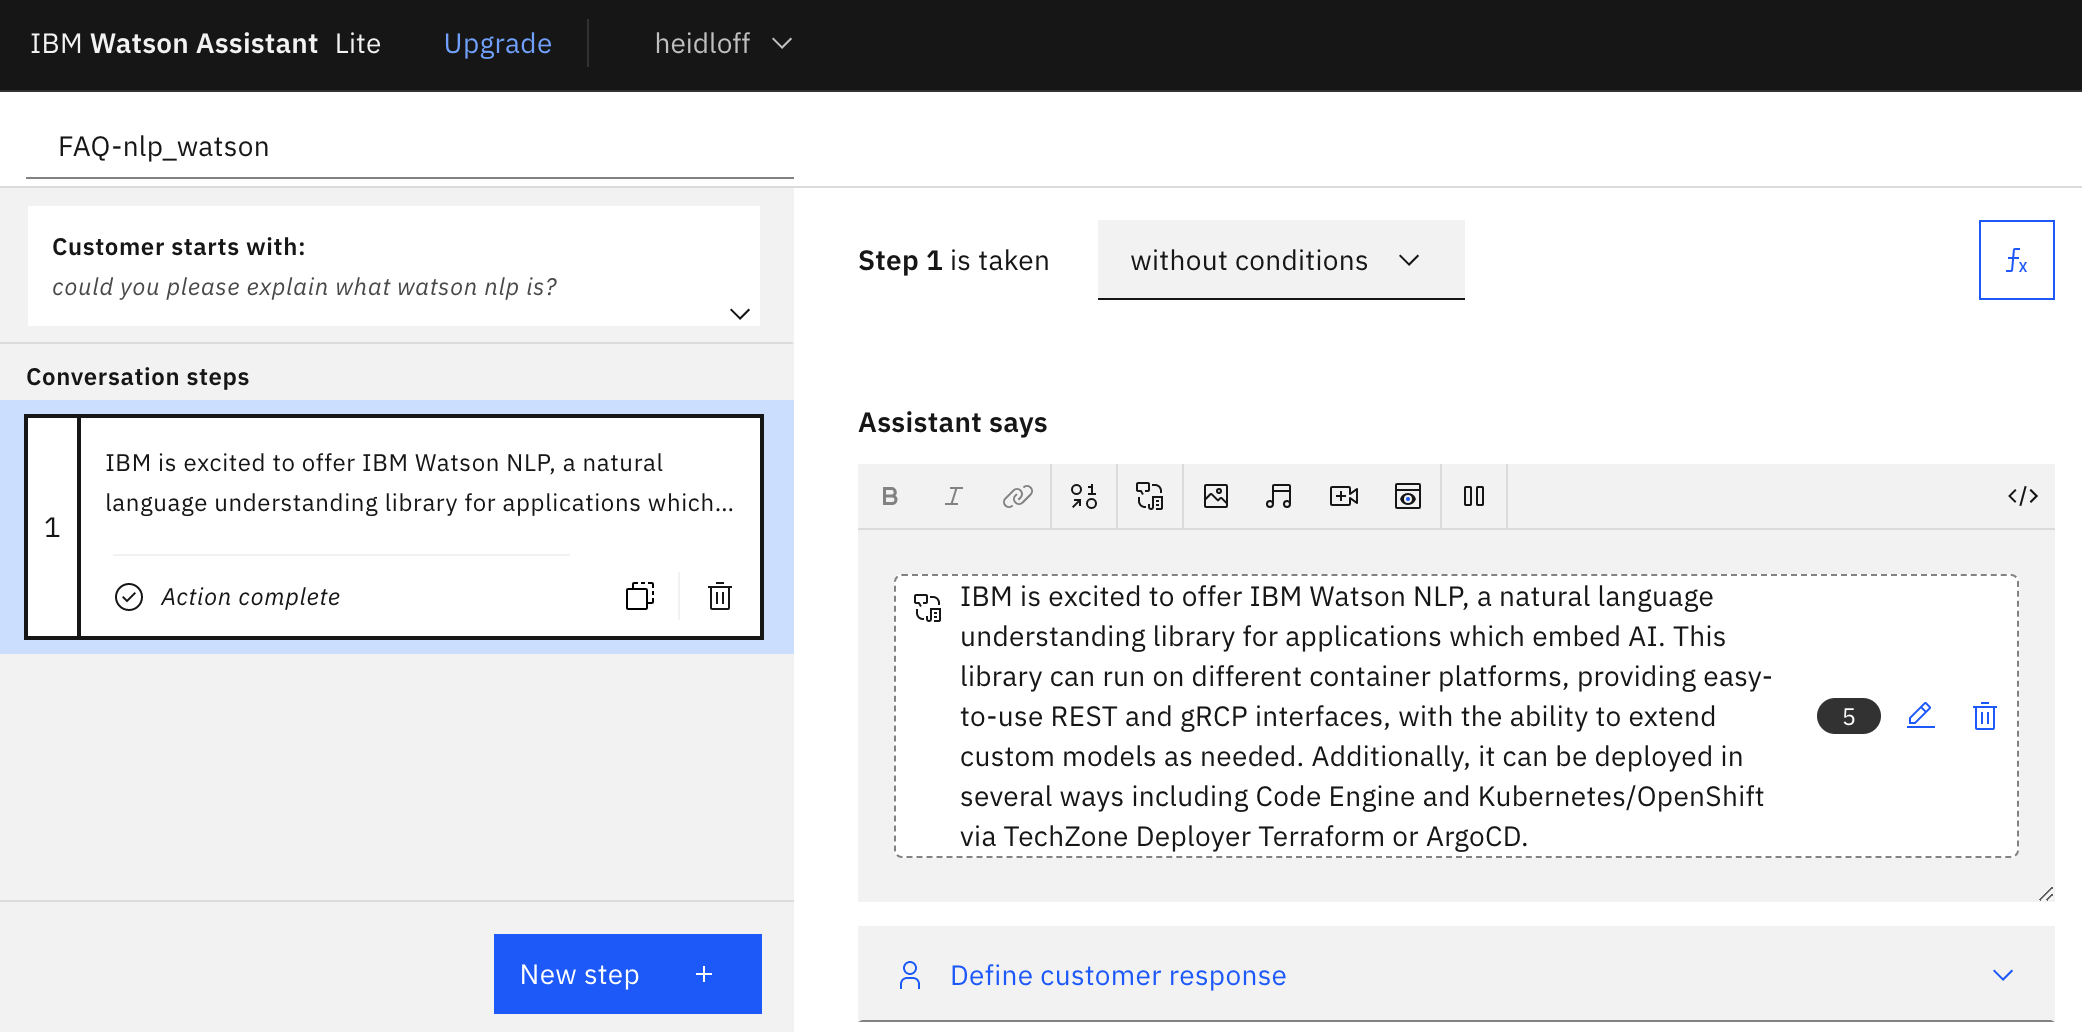 IBM Watson Assistant Lite Upgrade heidloff
FAQ-nlp_watson
Customer starts with:
could you please explain what watson nlp is?
Conversation steps
1
IBM is excited to offer IBM Watson NLP, a natural
language understanding library for applications which...
Action complete
New step +
Step 1 is taken without conditions
fx
Assistant says
B I
IBM is excited to offer IBM Watson NLP, a natural language
understanding library for applications which embed AI. This
library can run on different container platforms, providing easy-
to-use REST and gRCP interfaces, with the ability to extend
custom models as needed. Additionally, it can be deployed in
several ways including Code Engine and Kubernetes/OpenShift
via TechZone Deployer Terraform or ArgoCD.
5
Define customer response